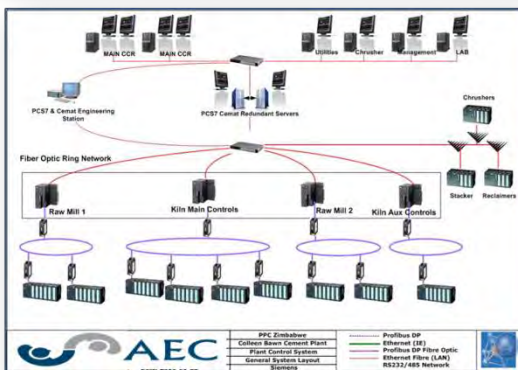 MAIN CCR MAIN CCR Utilities Chrusher Management LAB
PCS7 & Cemat Engineering
Station
PCS7 Cemat Redundant Servers
Chrushers
Fiber Optic Ring Network
Stacker Reclaimers
Raw Mill 1 Kiln Main Controls Raw Mill 2 Kiln Aux Controls
AEC
PPC Zimbabwe
Colleen Bawn Cement Plant
Plant Control System
General System Layout
Siemens
Profibus DP
Ethernet (IE)
Profibus DP Fibre Optic
Ethernet Fibre (LAN)
RS232/485 Network